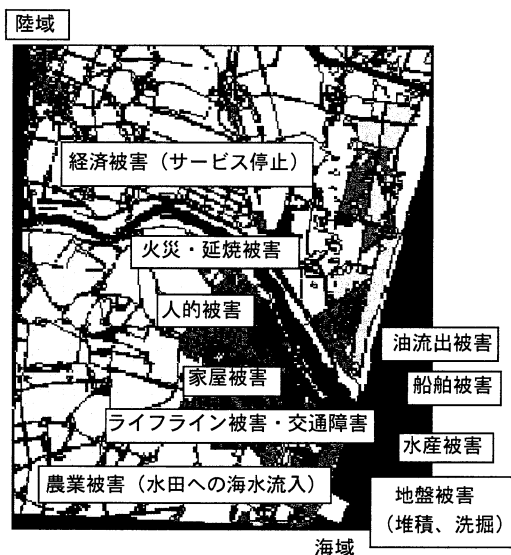 陸域
経済被害（サービス停止）
火災・延焼被害
人的被害
油流出被害
家屋被害
船舶被害
ライフライン被害・交通障害
水産被害
農業被害（水田への海水流入）
地盤被害
（堆積、洗掘）
海域